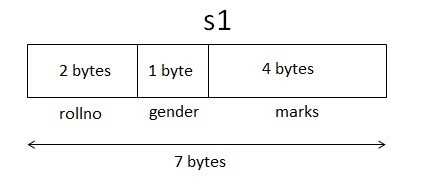 s1
2 bytes 1 byte 4 bytes
rollno gender marks
7 bytes